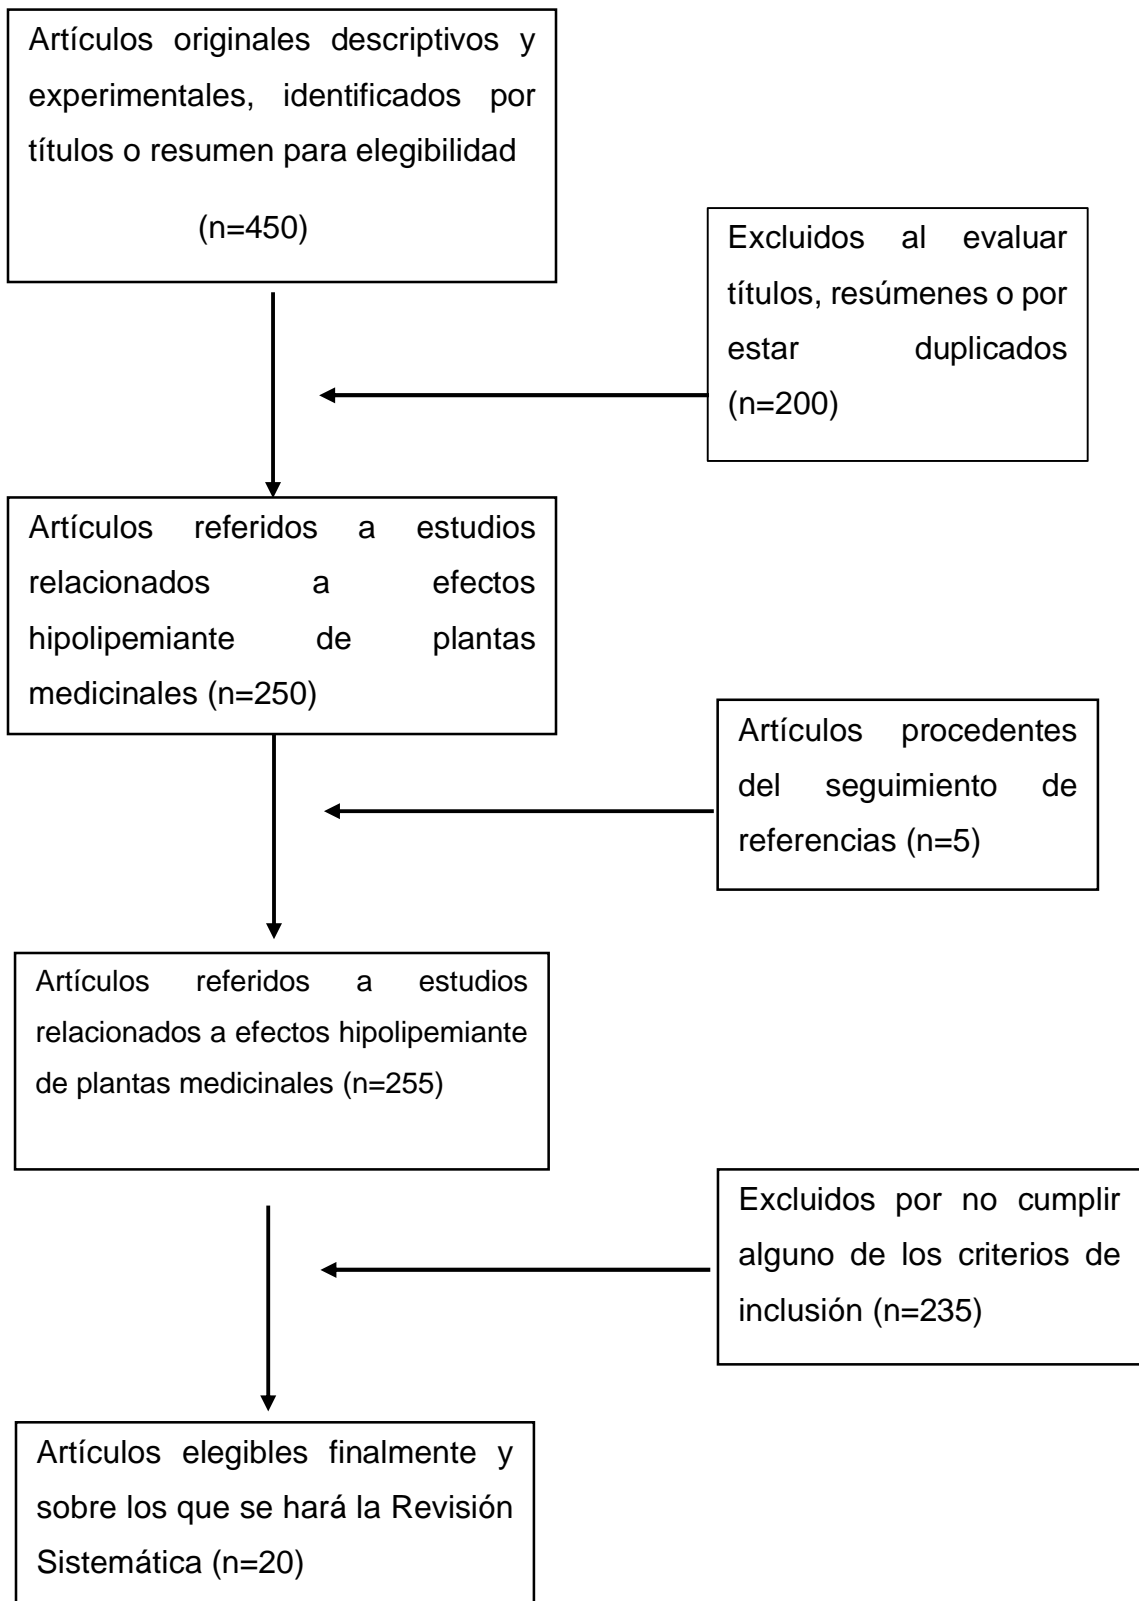 Artículos originales descriptivos y
experimentales, identificados por
títulos o resumen para elegibilidad
(n=450)
Excluidos al evaluar
títulos, resúmenes o por
estar duplicados
(n=200)
Artículos referidos a estudios
relacionados a efectos
hipolipemiante de plantas
medicinales (n=250)
Artículos procedentes
del seguimiento de
referencias (n=5)
Artículos referidos a estudios
relacionados a efectos hipolipemiante
de plantas medicinales (n=255)
Excluidos por no cumplir
alguno de los criterios de
inclusión (n=235)
Artículos elegibles finalmente y
sobre los que se hará la Revisión
Sistemática (n=20)